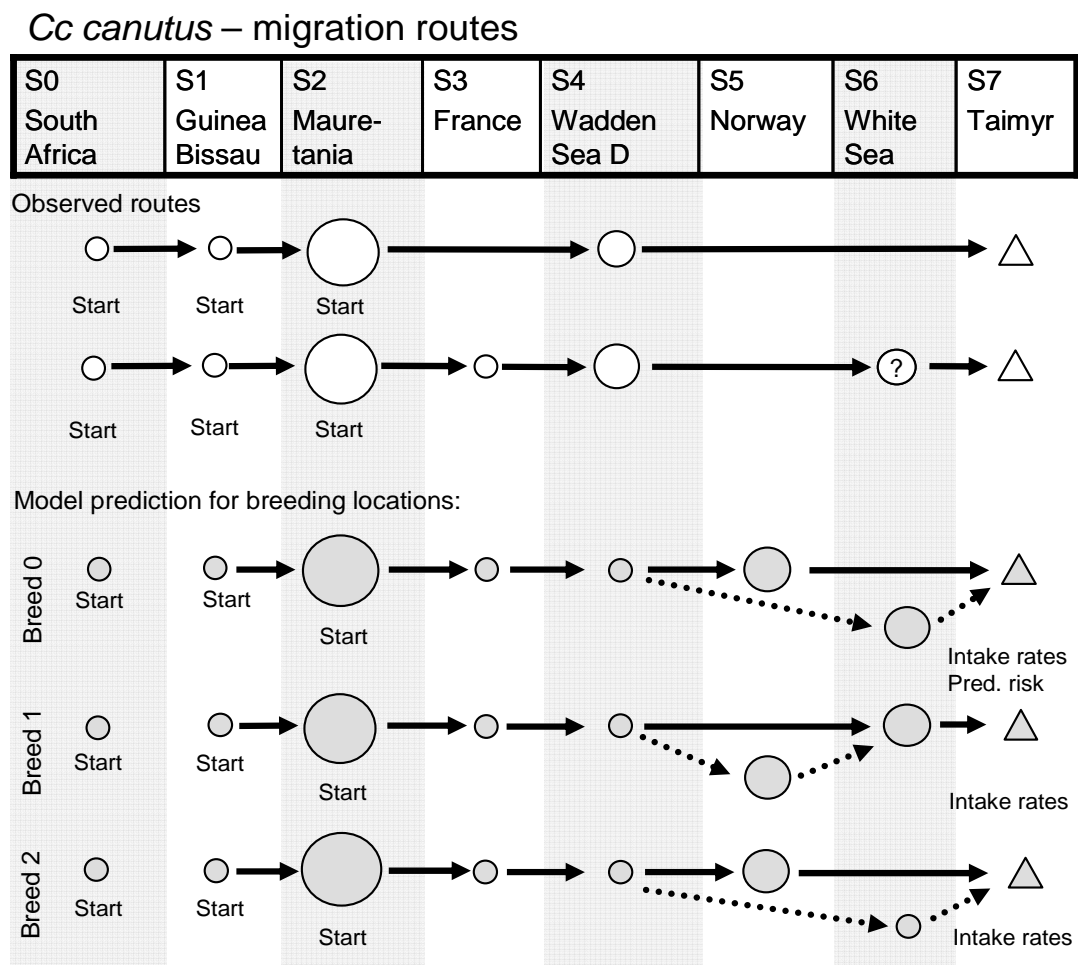 Cc canutus – migration routes
S0 S1 S2 S3 S4 S5 S6 S7
South Guinea Maure- France Wadden Norway White Taimyr
Africa Bissau tania Sea D Sea
Observed routes
Start Start Start
?
Start Start Start
Model prediction for breeding locations:
Breed 0
Start Start
Start
Intake rates
Pred. risk
Breed 1
Start Start
Start
Intake rates
Breed 2
Start Start
Start
Intake rates